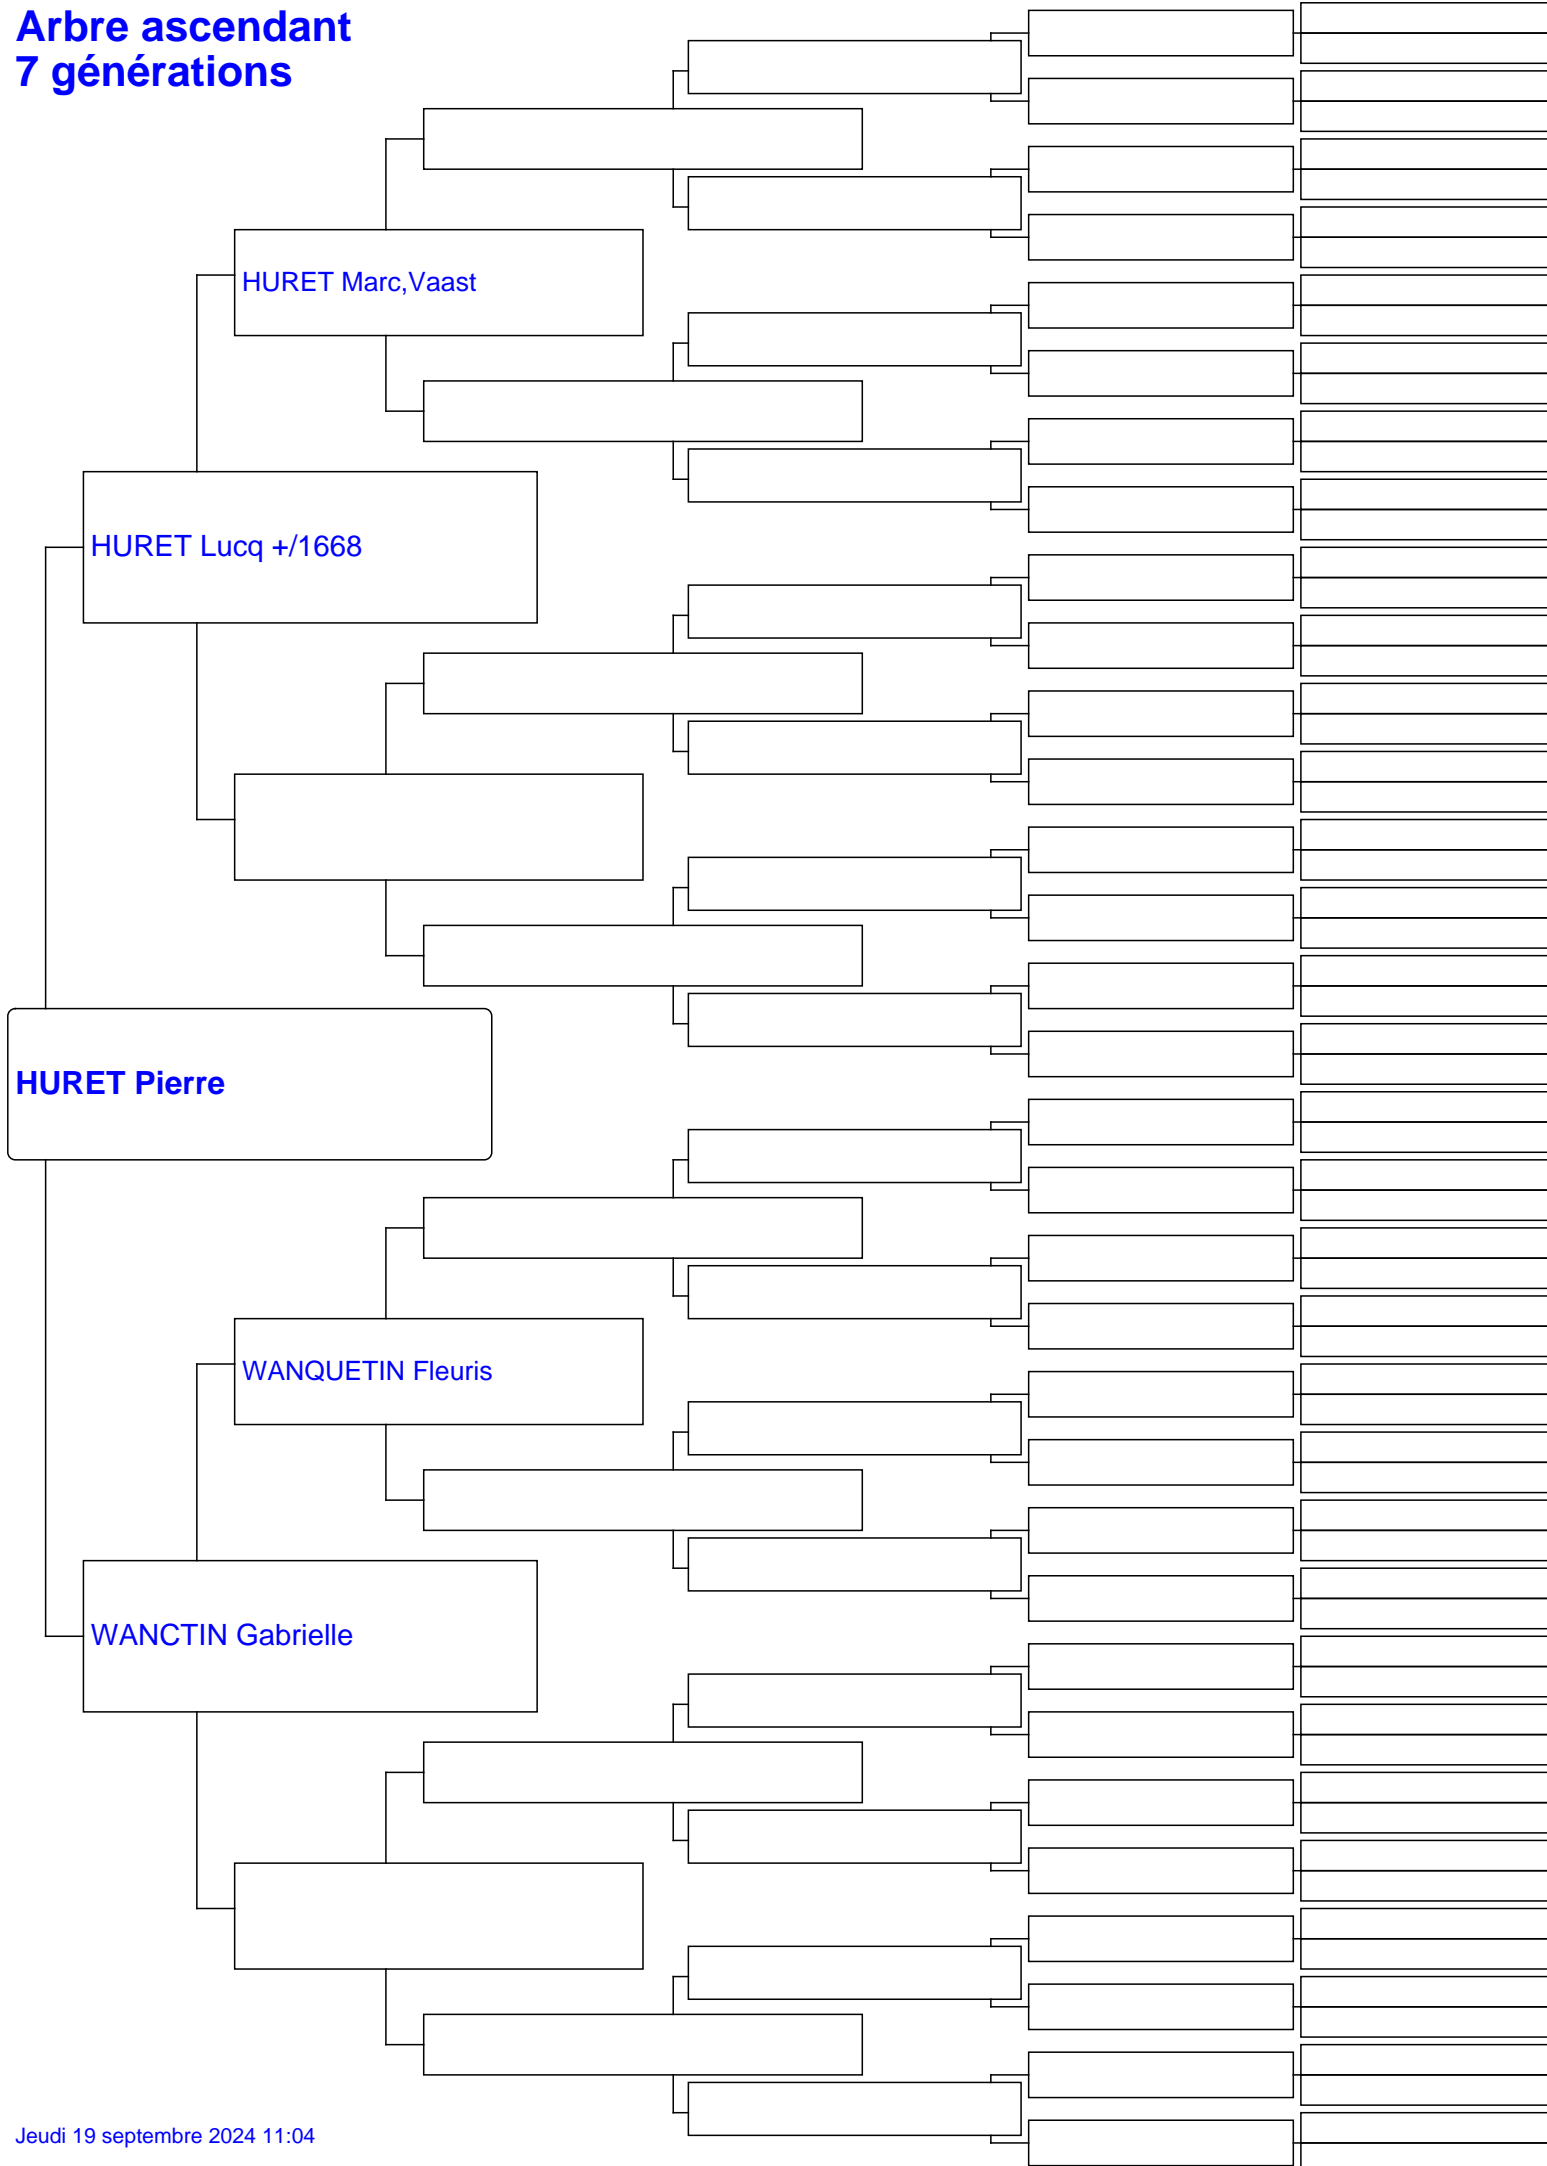 Arbre ascendant
7 générations
HURET Marc,Vaast
HURET Lucq +/1668
HURET Pierre
WANQUETIN Fleuris
WANCTIN Gabrielle
Jeudi 19 septembre 2024 11:04